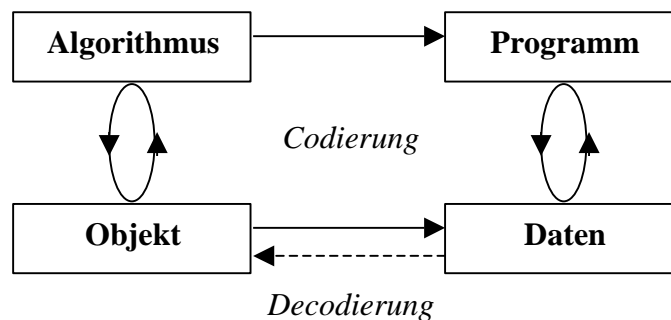 Algorithmus
Programm
Codierung
Objekt
Daten
Decodierung